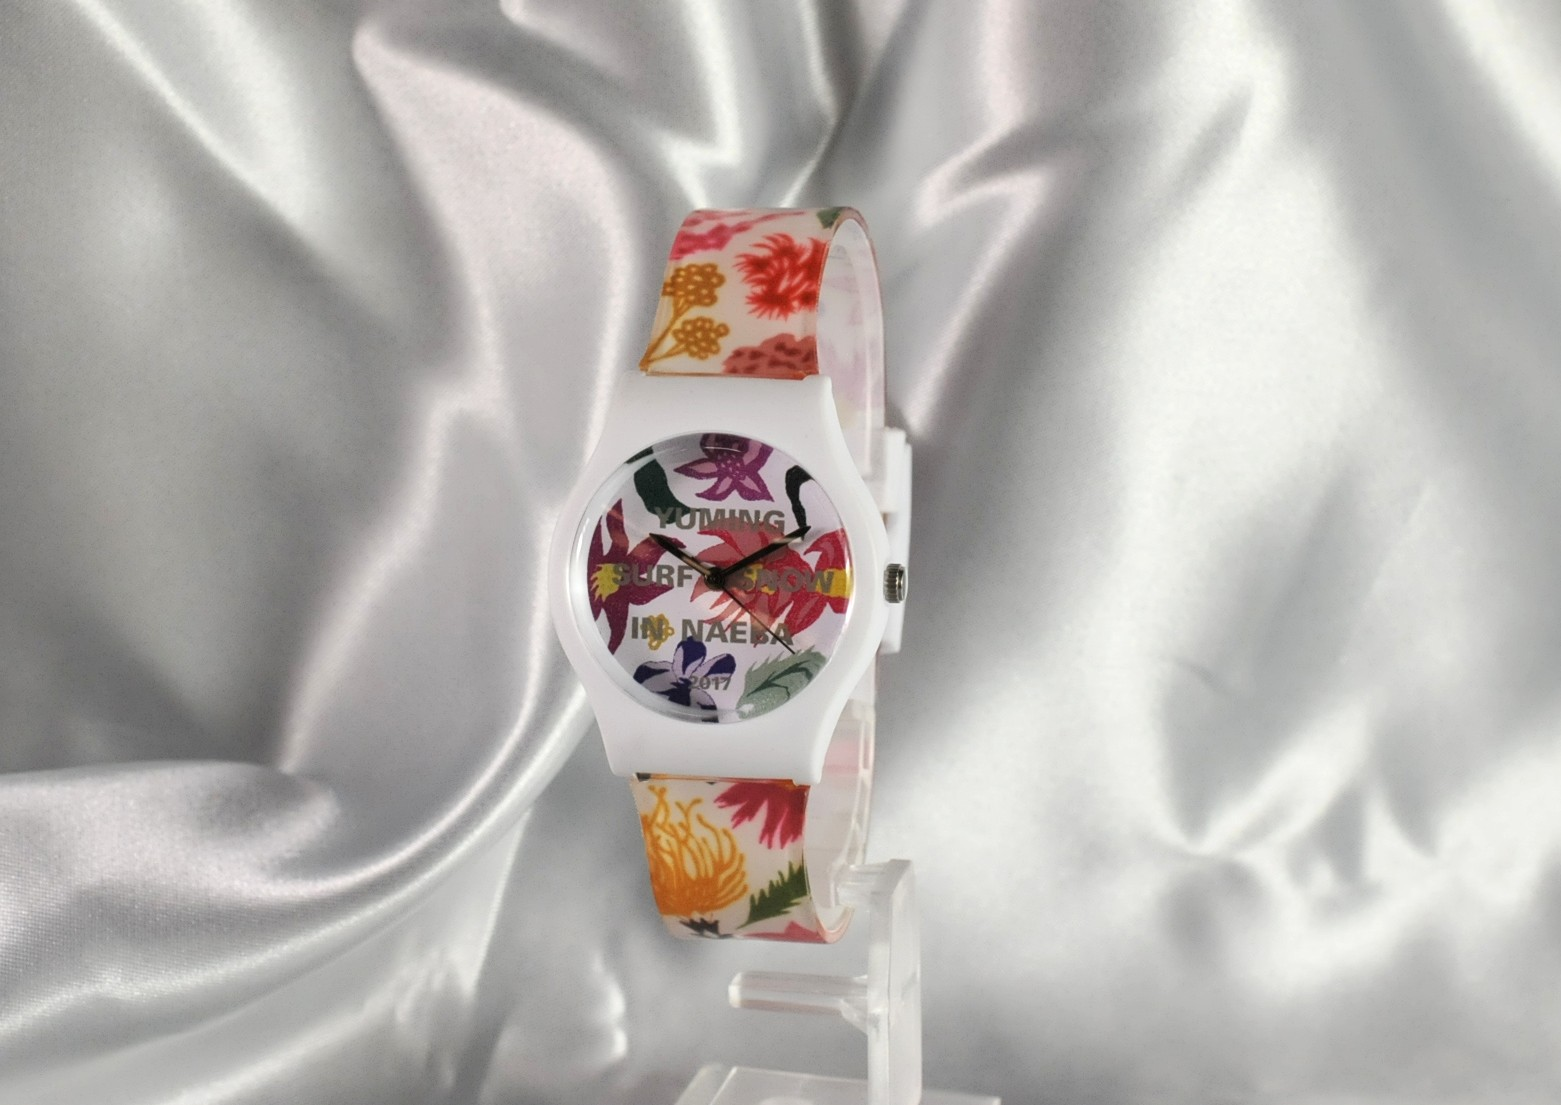 YUMING
SURF & SNOW
IN NAEBA
2017